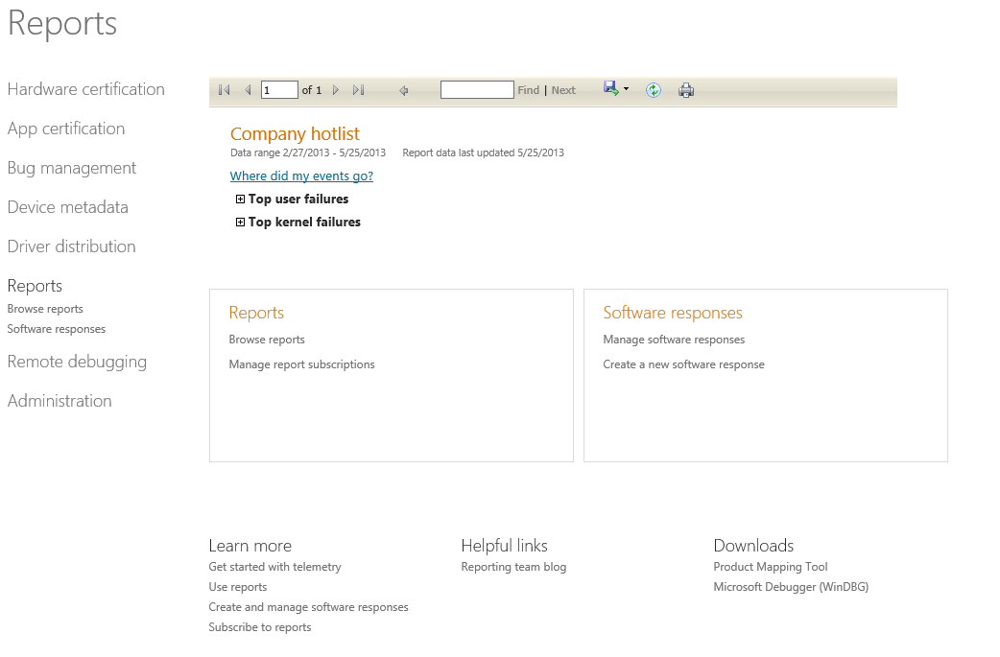 Reports
Hardware certification
App certification
Bug management
Device metadata
Driver distribution
Reports
Browse reports
Software responses
Remote debugging
Administration
1 of 1 Find | Next
Company hotlist
Data range 2/27/2013 - 5/25/2013 Report data last updated 5/25/2013
Where did my events go?
Top user failures
Top kernel failures
Reports
Browse reports
Manage report subscriptions
Software responses
Manage software responses
Create a new software response
Learn more
Get started with telemetry
Use reports
Create and manage software responses
Subscribe to reports
Helpful links
Reporting team blog
Downloads
Product Mapping Tool
Microsoft Debugger (WinDBG)